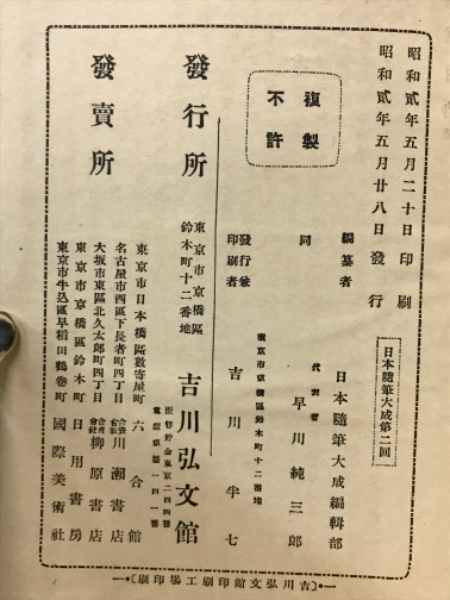 昭和貳年五月二十日印刷
昭和貳年五月廿八日發行
日本隨筆大成第二回
複製
不許
編纂者
日本隨筆大成編輯部
同
代表者
早川純三郎
東京市京橋區鈴木町十二番地
發行兼
印刷者
吉川半七
發行所
東京市京橋區
鈴木町十二番地
吉川弘文館
振替貯金東京二四四番
電話京橋一四一番
發賣所
東京市日本橋區數寄屋町
六合館
名古屋市西區下長者町四丁目
合資
會社
川瀬書店
大坂市東區北久太郎町四丁目
合資
會社
柳原書店
東京市京橋區鈴木町
日用書房
東京市牛込區早稻田鶴卷町
國際美術社
〔吉川弘文館印刷工場印刷〕